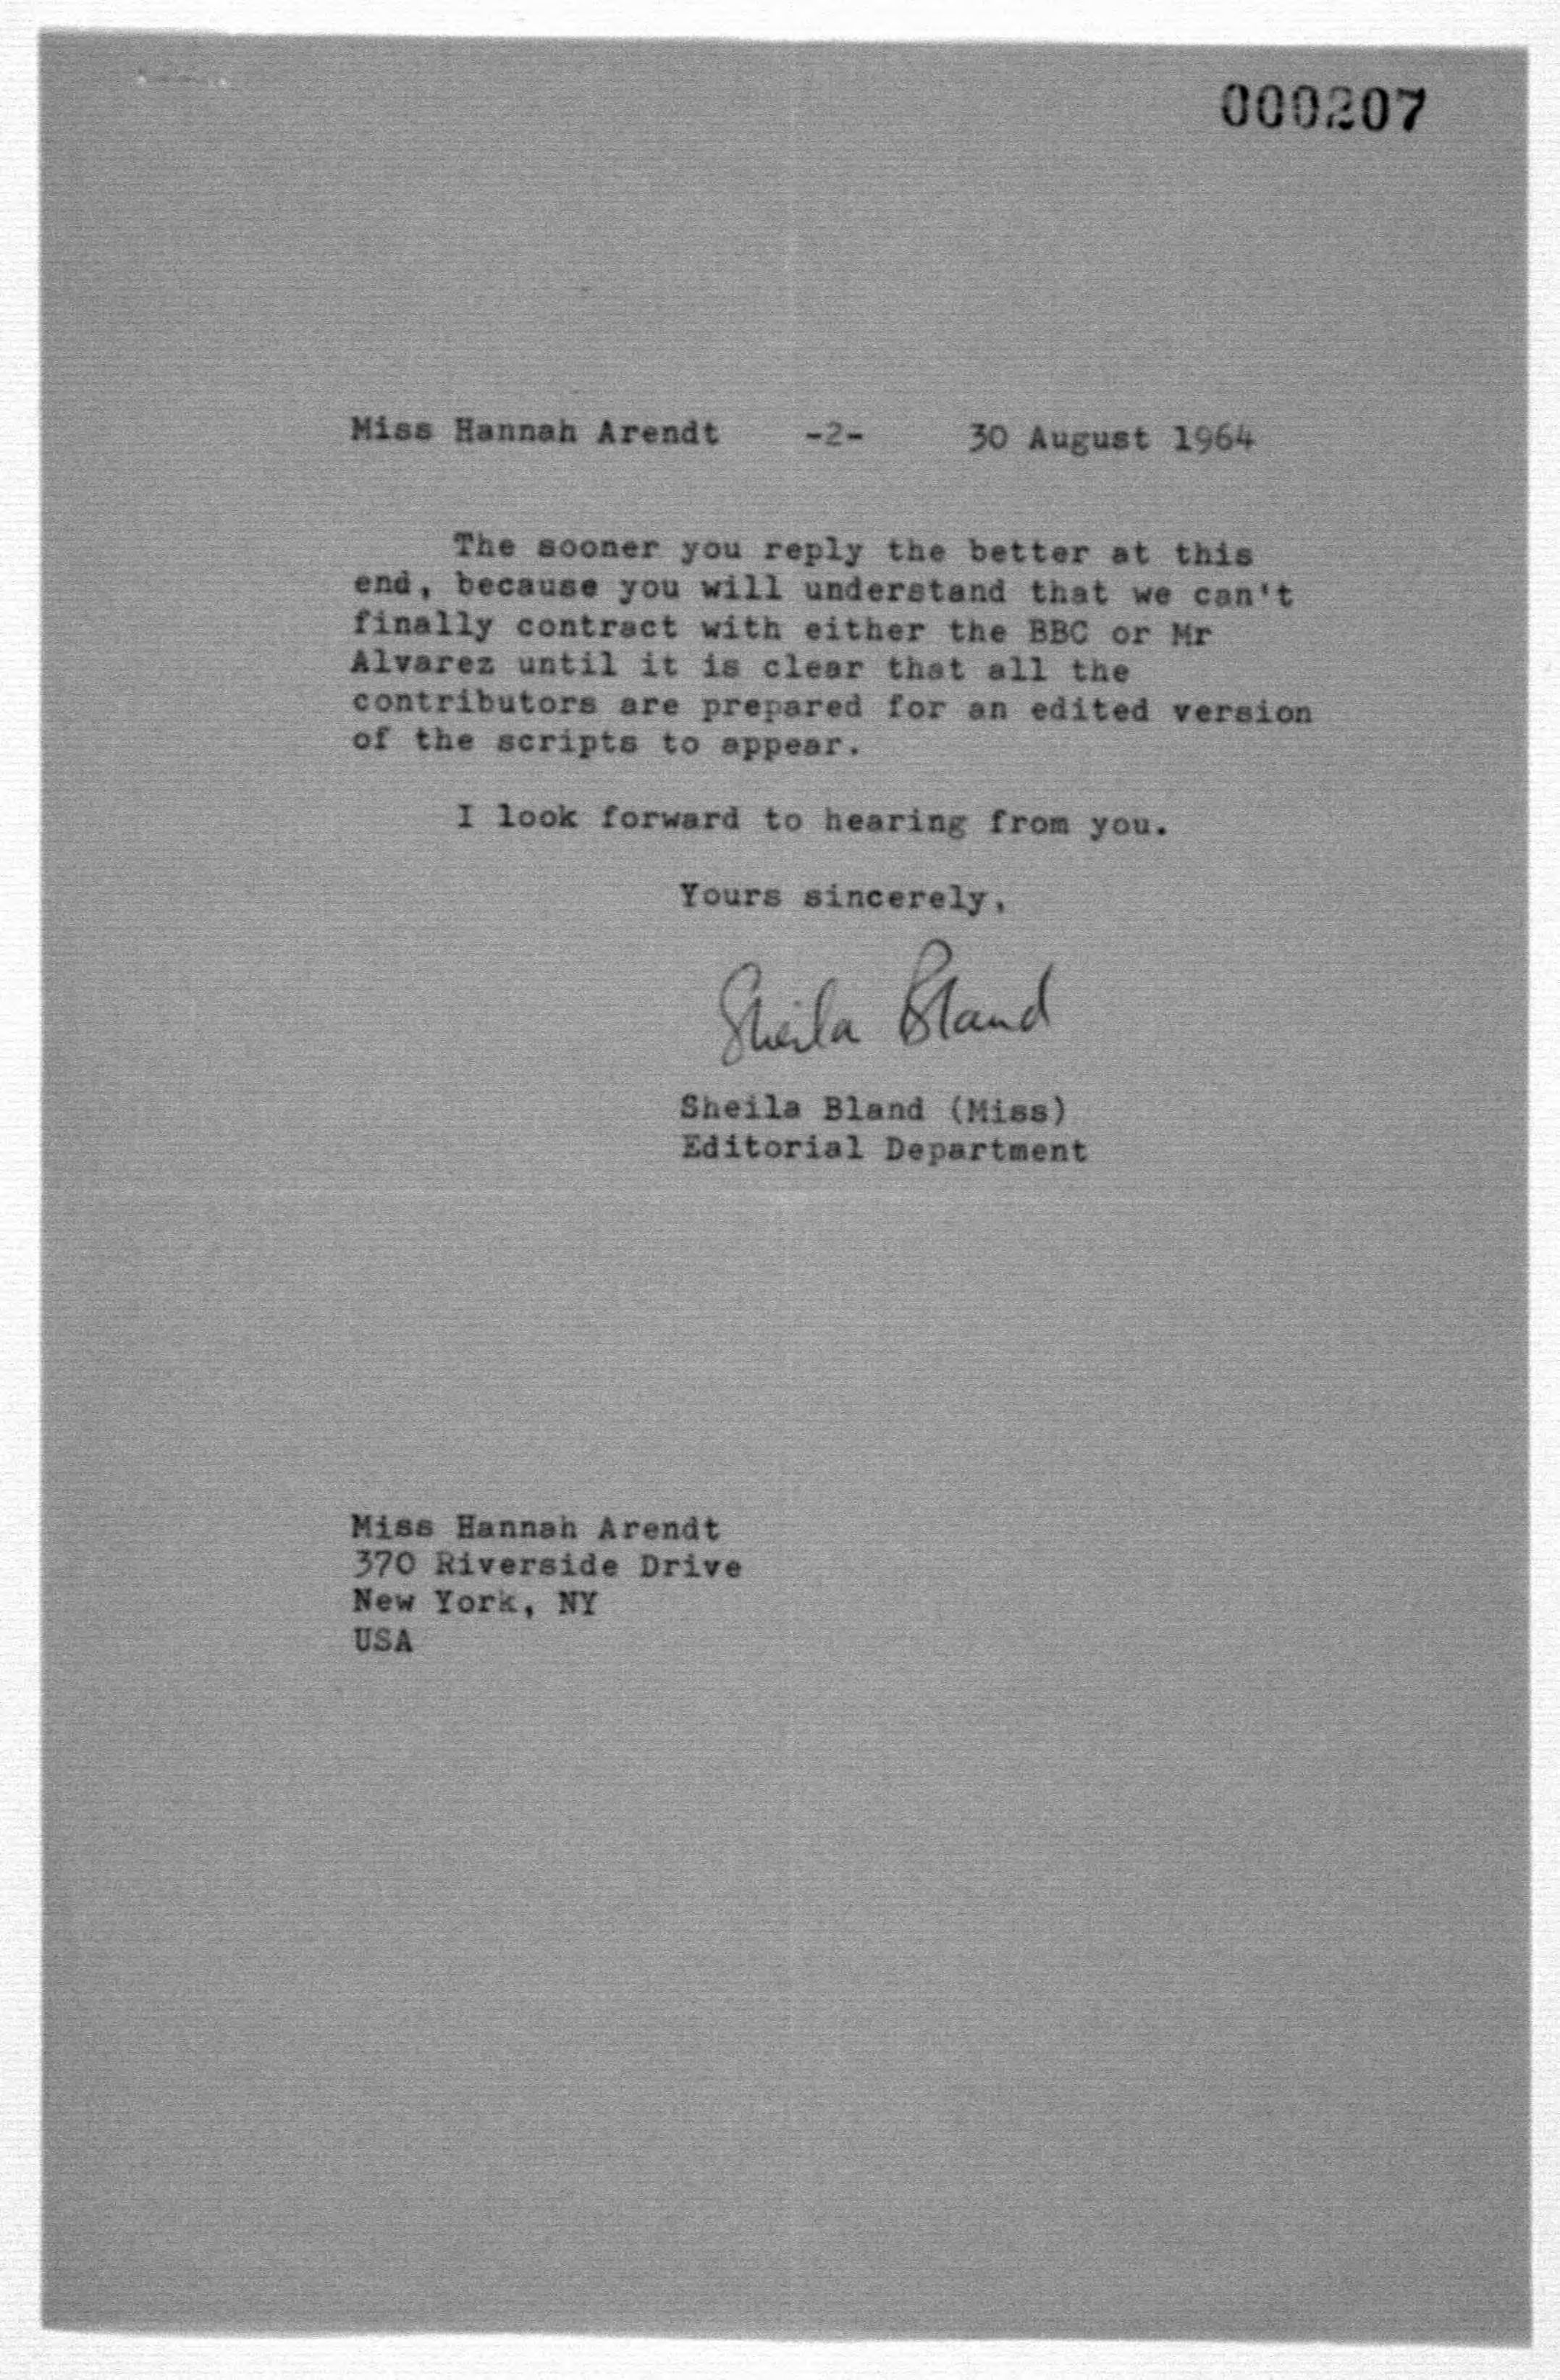 000207
Miss Hannah Arendt -2- 30 August 1964
The sooner you reply the better at this
end, because you will understand that we can't
finally contract with either the BBC or Mr
Alvarez until it is clear that all the
contributors are prepared for an edited version
of the scripts to appear.
I look forward to hearing from you.
Yours sincerely,
Sheila Bland
Sheila Bland (Miss)
Editorial Department
Miss Hannah Arendt
370 Riverside Drive
New York, NY
USA